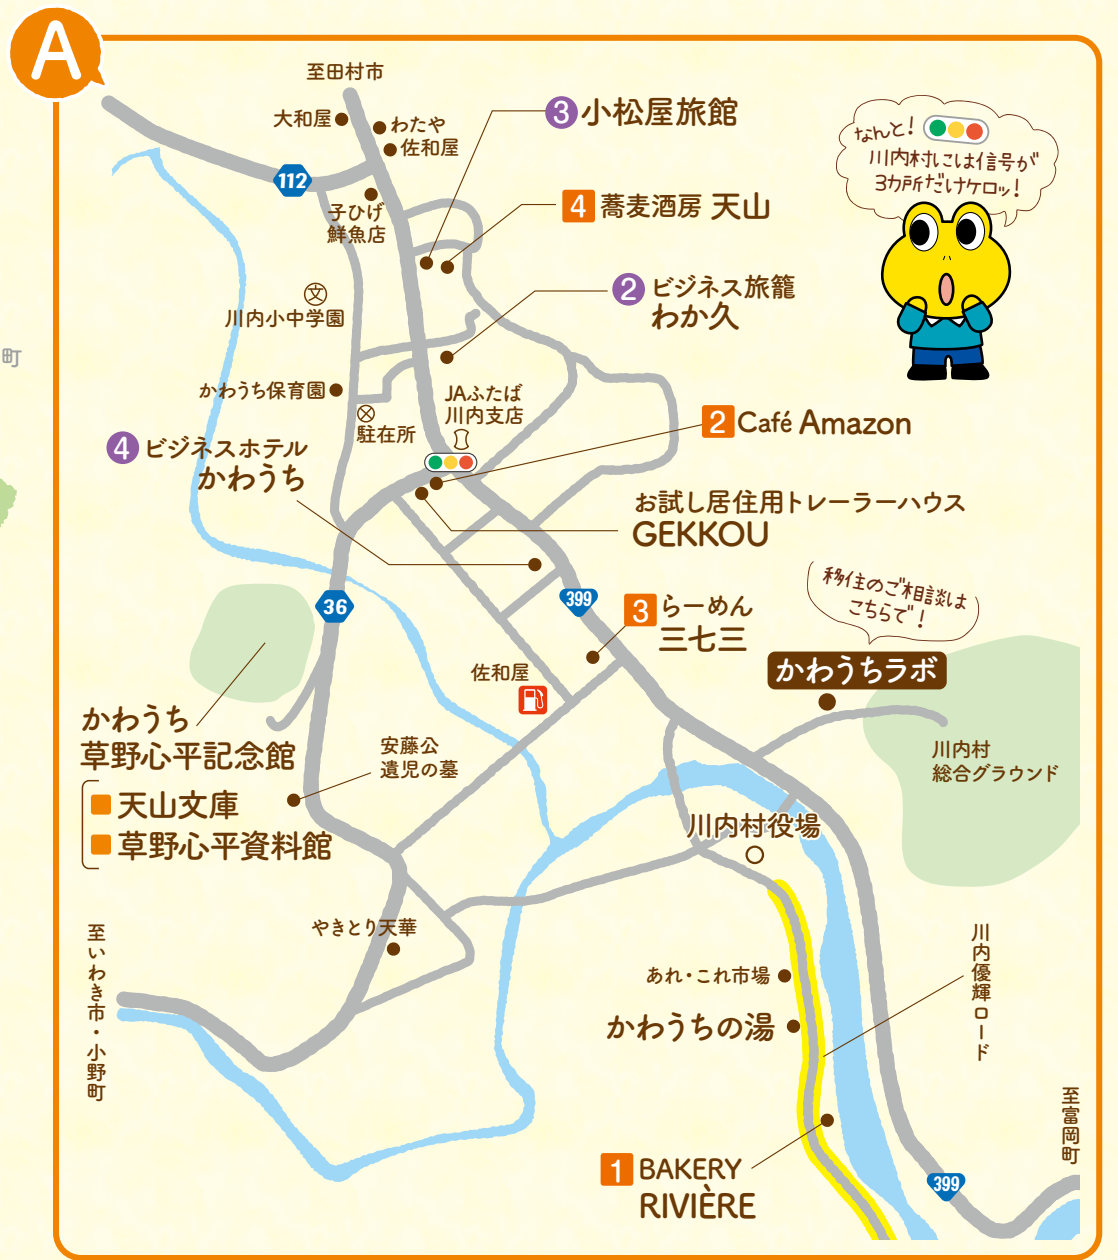 A
至田村市
大和屋
わたや
佐和屋
112
子ひげ
鮮魚店
3 小松屋旅館
4 蕎麦酒房 天山
2 ビジネス旅籠
わか久
なんと!
川内村には信号が
3カ所だけケロッ!
文
川内小中学園
町
かわうち保育園
駐在所
JAふたば
川内支店
2 Café Amazon
4 ビジネスホテル
かわうち
お試し居住用トレーラーハウス
GEKKOU
36
399
3 らーめん
三七三
移住のご相談は
こちらで!
かわうちラボ
佐和屋
川内村
総合グラウンド
かわうち
草野心平記念館
天山文庫
草野心平資料館
安藤公
遺児の墓
川内村役場
やきとり天華
至いわき市・小野町
あれ・これ市場
かわうちの湯
川内優輝ロード
至富岡町
1 BAKERY
RIVIÈRE
399